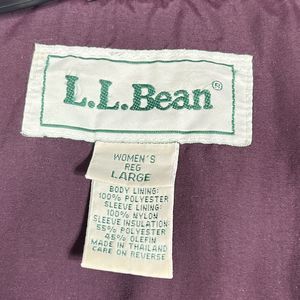 L.L.Bean®
WOMEN'S
REG
LARGE
BODY LINING:
100% POLYESTER
SLEEVE LINING:
100% NYLON
SLEEVE INSULATION:
55% POLYESTER
45% OLEFIN
MADE IN THAILAND
CARE ON REVERSE